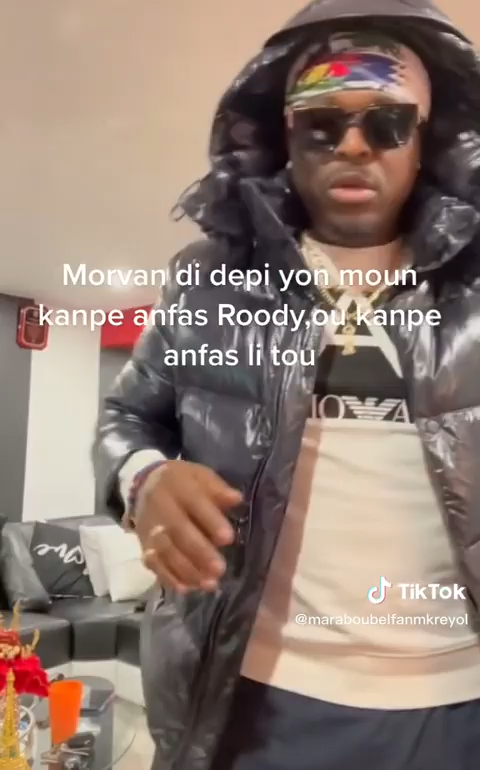 Morvan di depi yon moun
kanpe anfas Roody,ou kanpe
anfas li tou
TikTok
@maraboubelfanmkreyol